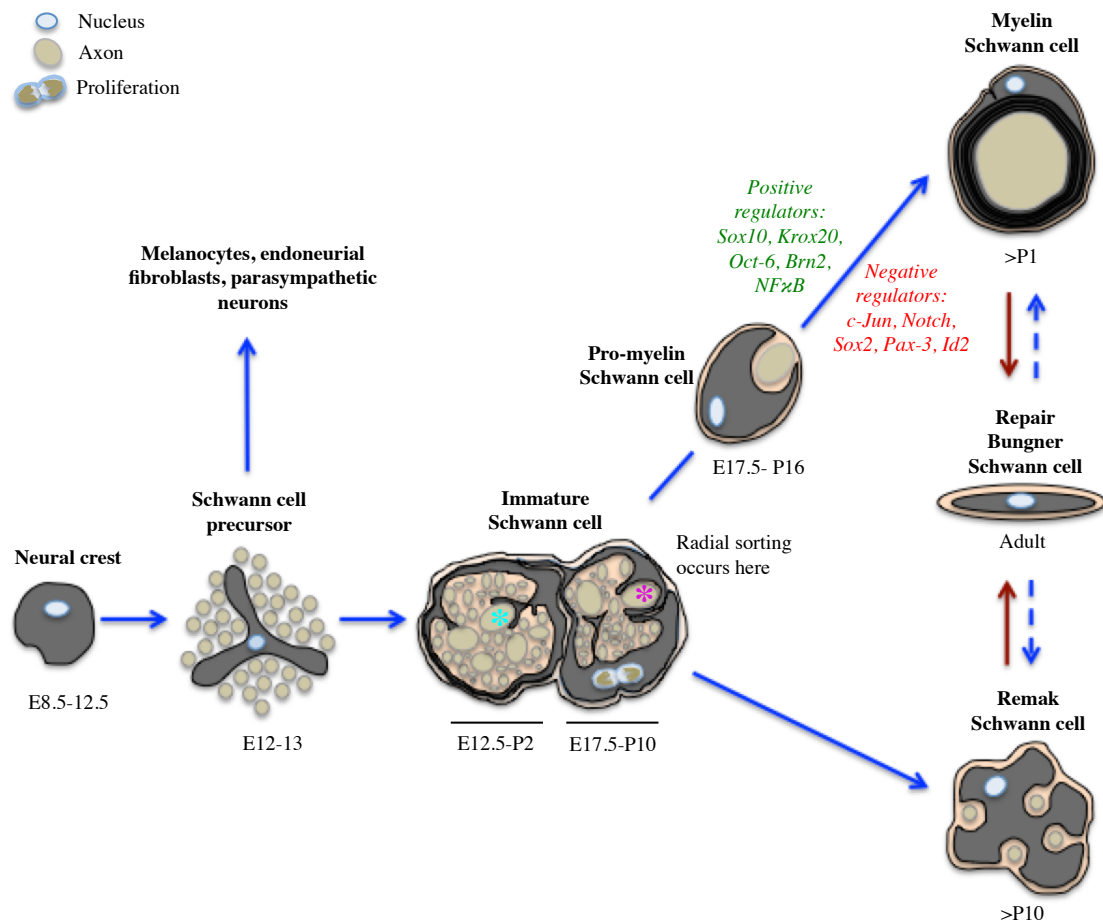 Nucleus
Axon
Proliferation
Myelin
Schwann cell
>P1
Positive
regulators:
Sox10, Krox20,
Oct-6, Brn2,
NFϰB
Negative
regulators:
c-Jun, Notch,
Sox2, Pax-3, Id2
Melanocytes, endoneurial
fibroblasts, parasympathetic
neurons
Pro-myelin
Schwann cell
E17.5- P16
Repair
Bungner
Schwann cell
Adult
Neural crest
E8.5-12.5
Schwann cell
precursor
E12-13
Immature
Schwann cell
*
*
E12.5-P2
E17.5-P10
Radial sorting
occurs here
Remak
Schwann cell
>P10